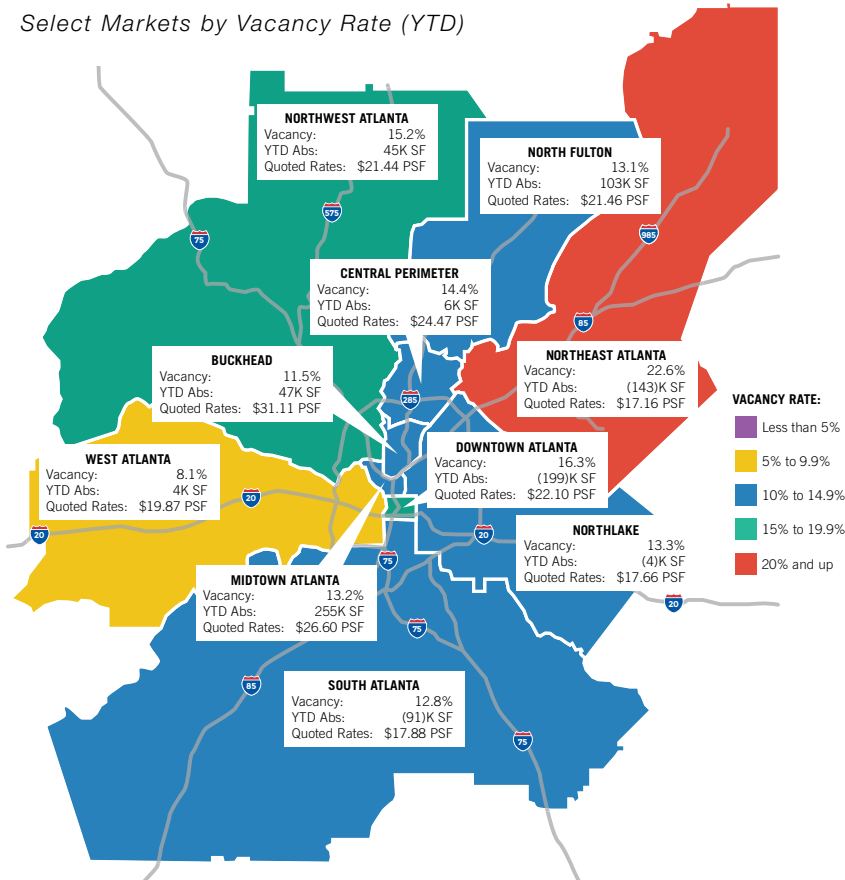 Select Markets by Vacancy Rate (YTD)
NORTHWEST ATLANTA
Vacancy: 15.2%
YTD Abs: 45K SF
Quoted Rates: $21.44 PSF
NORTH FULTON
Vacancy: 13.1%
YTD Abs: 103K SF
Quoted Rates: $21.46 PSF
575
75
985
CENTRAL PERIMETER
Vacancy: 14.4%
YTD Abs: 6K SF
Quoted Rates: $24.47 PSF
85
BUCKHEAD
Vacancy: 11.5%
YTD Abs: 47K SF
Quoted Rates: $31.11 PSF
285
NORTHEAST ATLANTA
Vacancy: 22.6%
YTD Abs: (143)K SF
Quoted Rates: $17.16 PSF
VACANCY RATE:
Less than 5%
5% to 9.9%
10% to 14.9%
15% to 19.9%
20% and up
WEST ATLANTA
Vacancy: 8.1%
YTD Abs: 4K SF
Quoted Rates: $19.87 PSF
20
20
DOWNTOWN ATLANTA
Vacancy: 16.3%
YTD Abs: (199)K SF
Quoted Rates: $22.10 PSF
20
NORTHLAKE
Vacancy: 13.3%
YTD Abs: (4)K SF
Quoted Rates: $17.66 PSF
75
20
MIDTOWN ATLANTA
Vacancy: 13.2%
YTD Abs: 255K SF
Quoted Rates: $26.60 PSF
75
85
SOUTH ATLANTA
Vacancy: 12.8%
YTD Abs: (91)K SF
Quoted Rates: $17.88 PSF
75